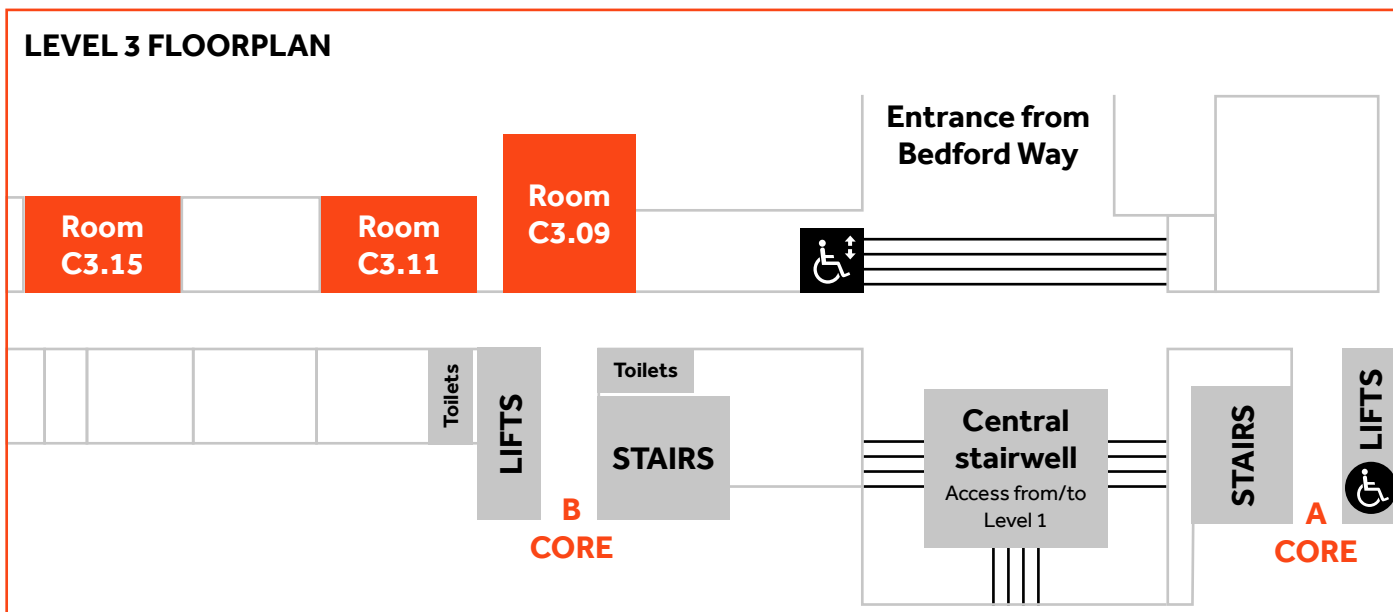 LEVEL 3 FLOORPLAN
Entrance from
Bedford Way
Room
C3.09
Room
C3.15
Room
C3.11
Toilets
LIFTS
Toilets
STAIRS
B
CORE
Central
stairwell
Access from/to
Level 1
STAIRS
LIFTS
A
CORE